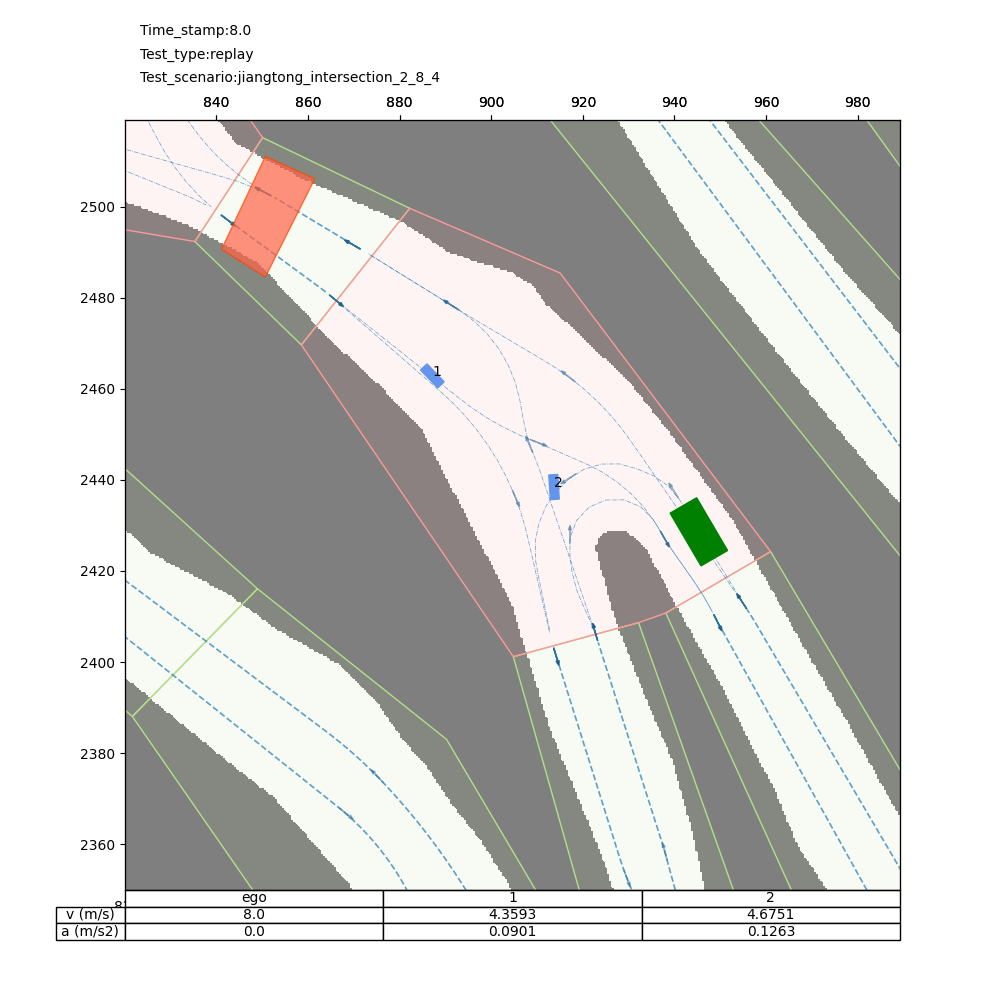 Time_stamp:8.0
Test_type:replay
Test_scenario:jiangtong_intersection_2_8_4
840 860 880 900 920 940 960 980
2500
2480
1
2460
2
2440
2420
2400
2380
2360
ego 1 2
v (m/s) 8.0 4.3593 4.6751
a (m/s2) 0.0 0.0901 0.1263